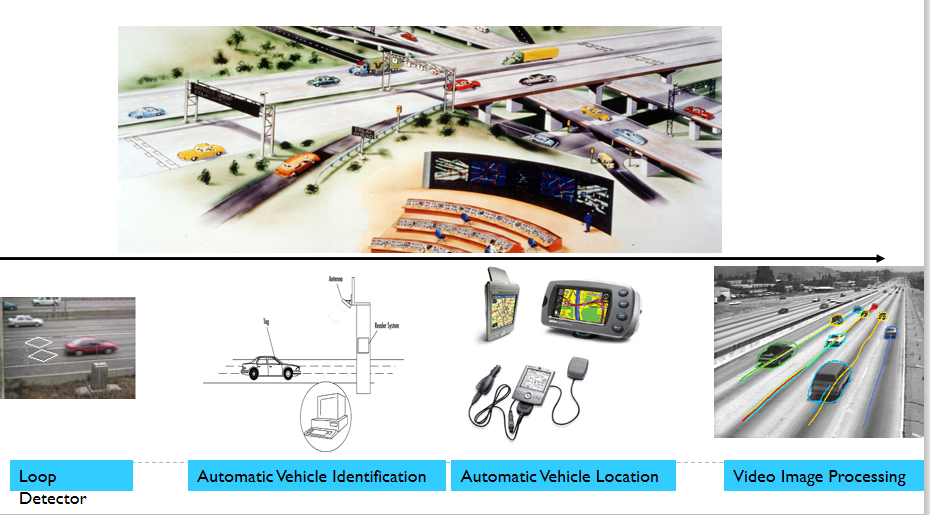 Antenna
Tag
Reader System
Loop
Detector
Automatic Vehicle Identification
Automatic Vehicle Location
Video Image Processing